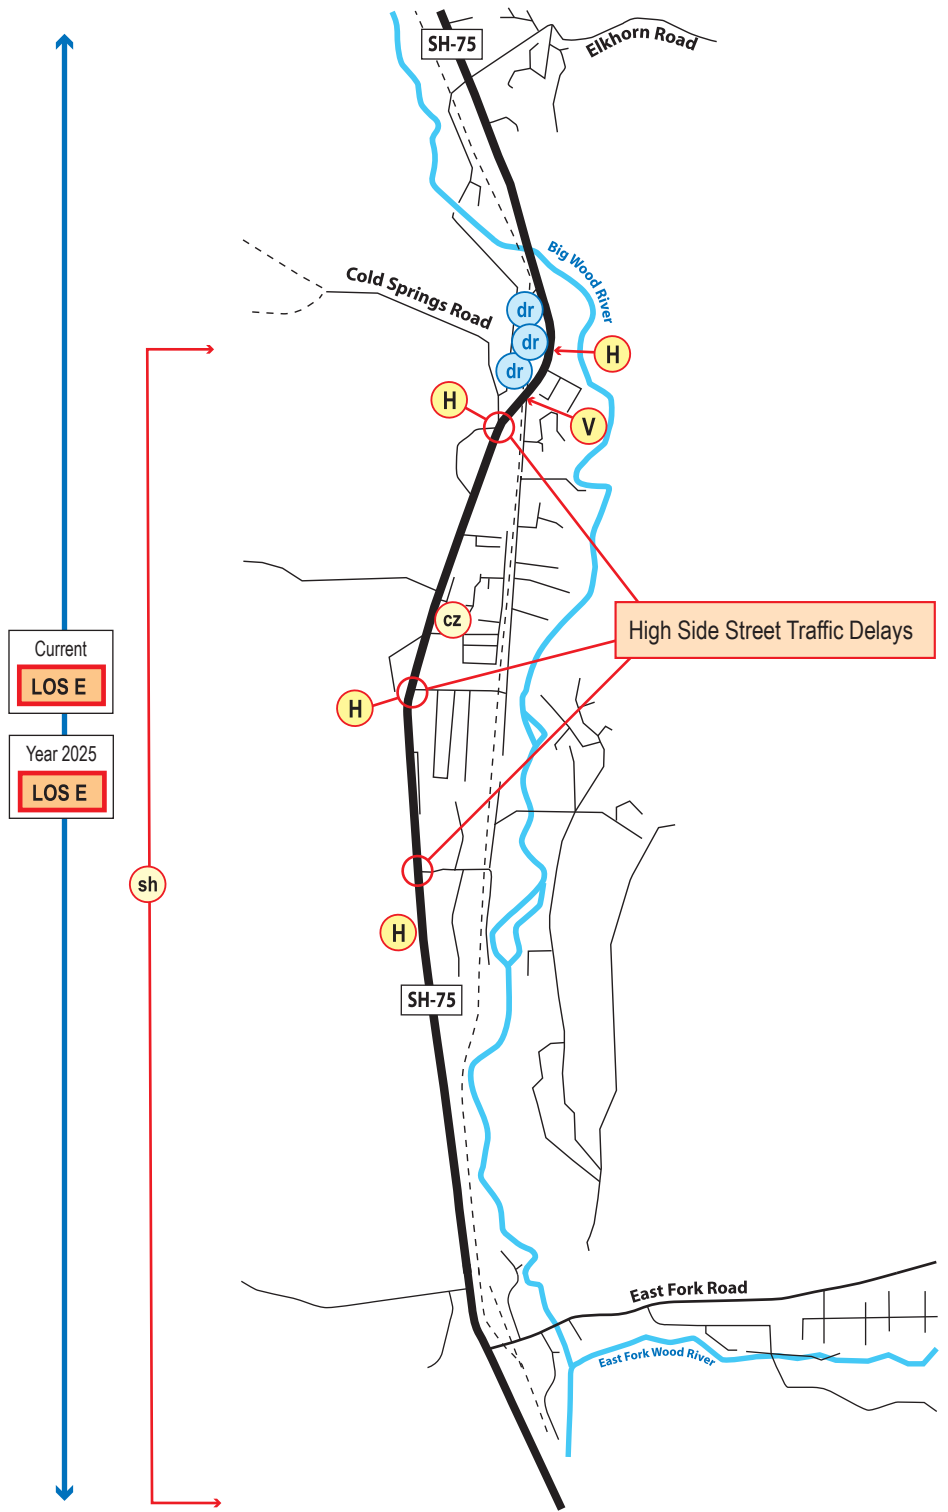 SH-75
Elkhorn Road
Big Wood River
Cold Springs Road
dr
dr
H
dr
H
V
cz
High Side Street Traffic Delays
Current
LOS E
H
Year 2025
LOS E
sh
H
SH-75
East Fork Road
East Fork Wood River